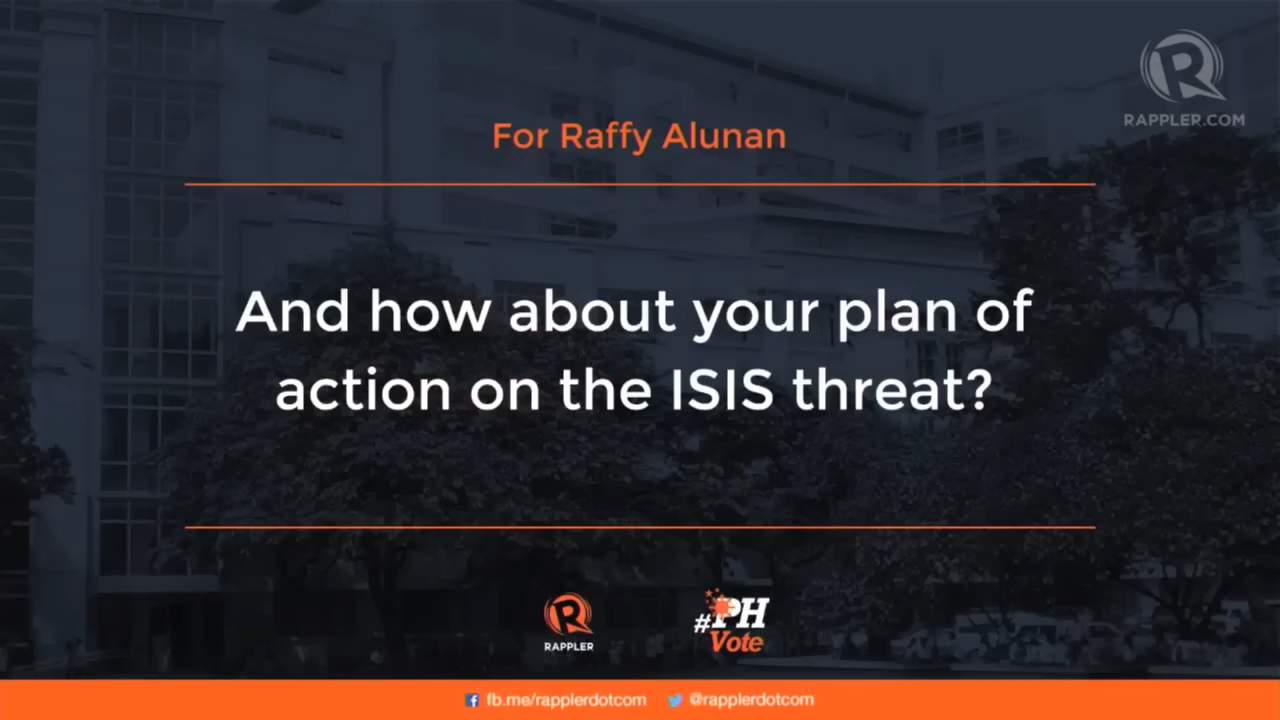 RAPPLER.COM
For Raffy Alunan
And how about your plan of
action on the ISIS threat?
RAPPLER
#PH
Vote
fb.me/rapplerdotcom @rapplerdotcom